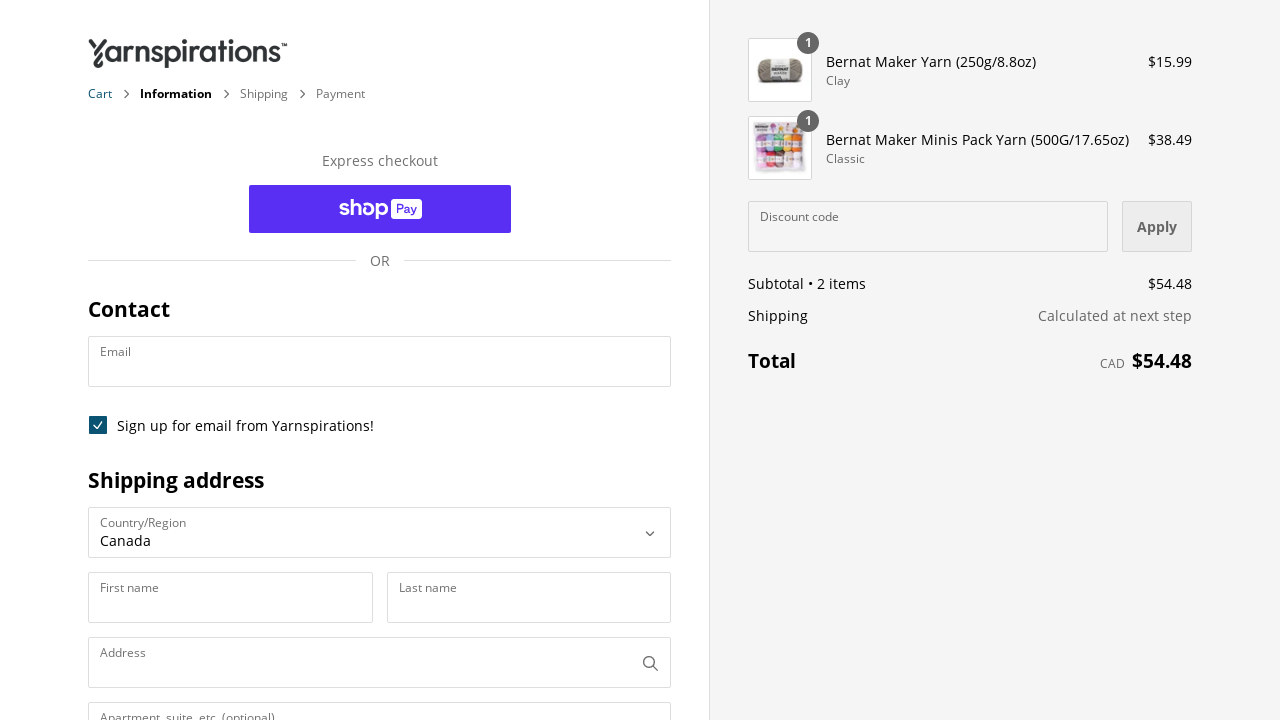 Yarnspirations™
Cart > Information > Shipping > Payment
Express checkout
shop Pay
OR
Contact
Email
Sign up for email from Yarnspirations!
Shipping address
Country/Region
Canada
First name
Last name
Address
Apartment, suite, etc. (optional)
1
Bernat Maker Yarn (250g/8.8oz)
$15.99
Clay
1
Bernat Maker Minis Pack Yarn (500G/17.65oz)
$38.49
Classic
Discount code
Apply
Subtotal • 2 items
$54.48
Shipping
Calculated at next step
Total
CAD $54.48